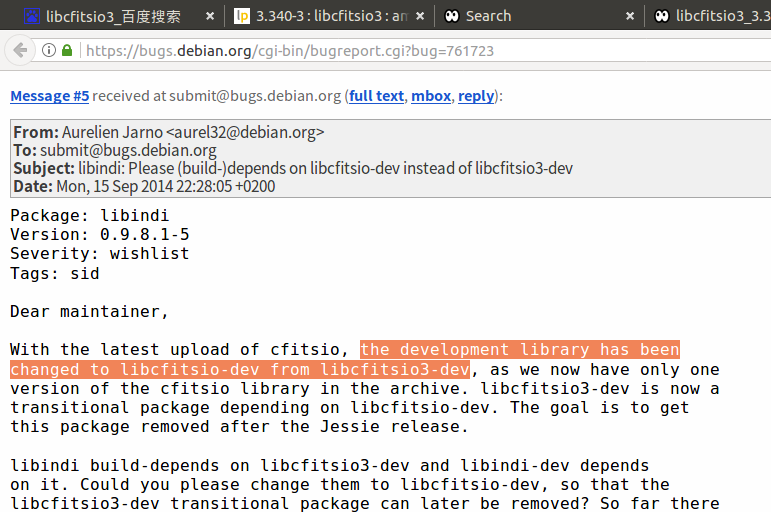 libcfitsio3_百度搜索
3.340-3 : libcfitsio3 : am
Search
libcfitsio3_3.3
https://bugs.debian.org/cgi-bin/bugreport.cgi?bug=761723
Message #5 received at submit@bugs.debian.org (full text, mbox, reply):
From: Aurelien Jarno <aurel32@debian.org>
To: submit@bugs.debian.org
Subject: libindi: Please (build-)depends on libcfitsio-dev instead of libcfitsio3-dev
Date: Mon, 15 Sep 2014 22:28:05 +0200
Package: libindi
Version: 0.9.8.1-5
Severity: wishlist
Tags: sid
Dear maintainer,
With the latest upload of cfitsio, the development library has been
changed to libcfitsio-dev from libcfitsio3-dev, as we now have only one
version of the cfitsio library in the archive. libcfitsio3-dev is now a
transitional package depending on libcfitsio-dev. The goal is to get
this package removed after the Jessie release.
libindi build-depends on libcfitsio3-dev and libindi-dev depends
on it. Could you please change them to libcfitsio-dev, so that the
libcfitsio3-dev transitional package can later be removed? So far there